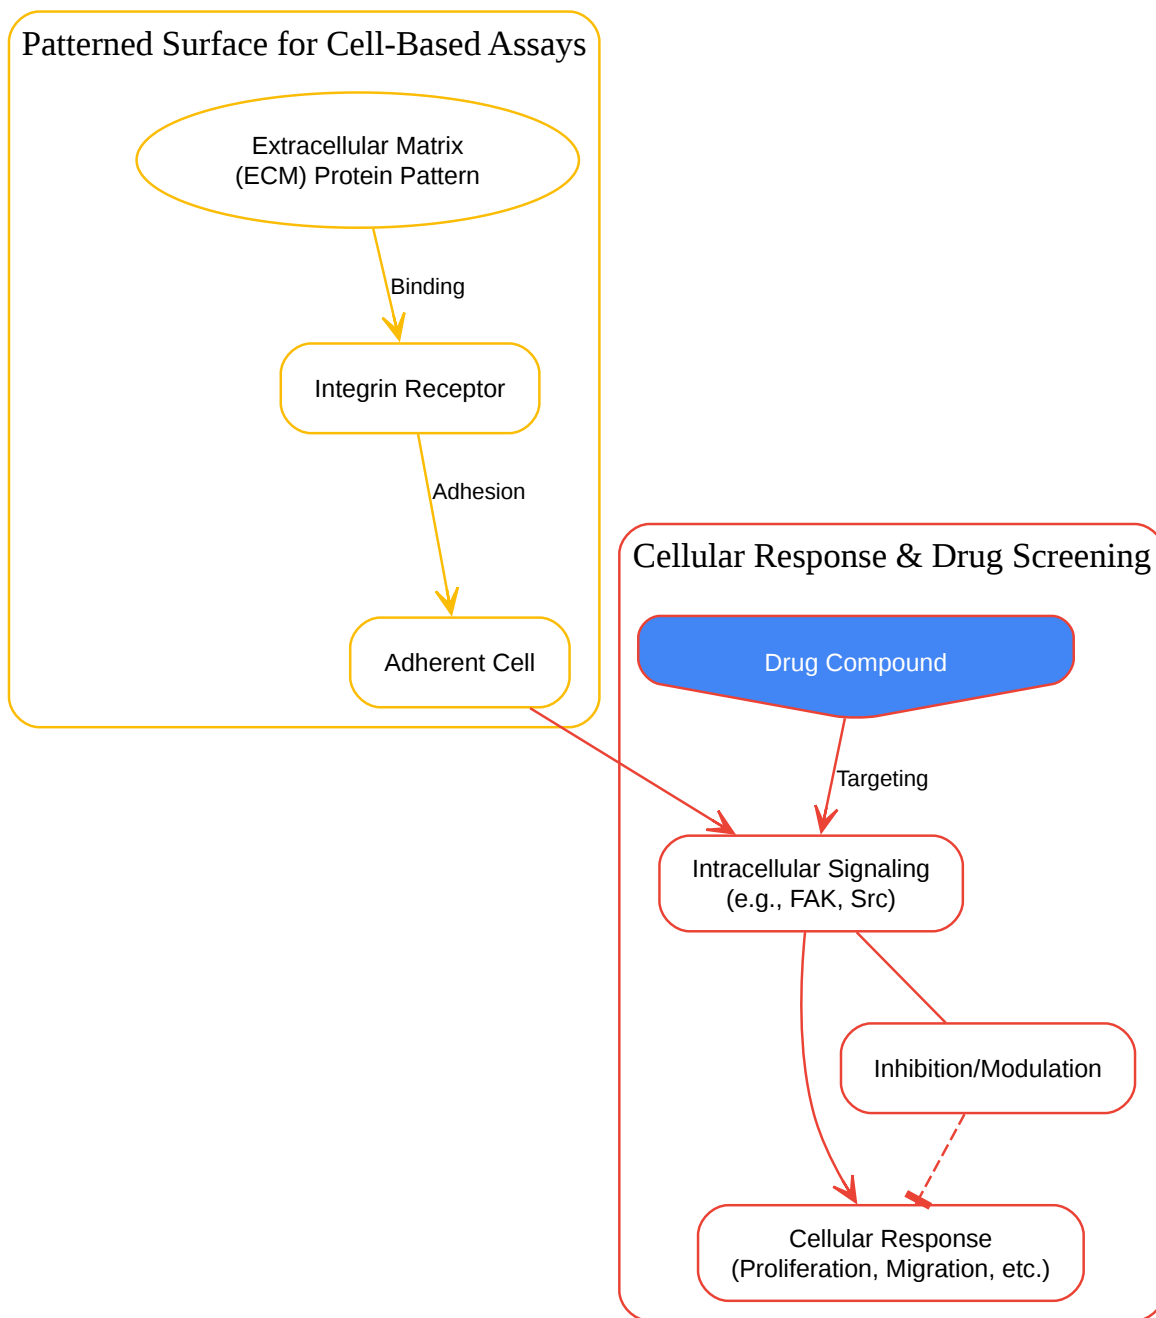 Patterned Surface for Cell-Based Assays
Extracellular Matrix
(ECM) Protein Pattern
Binding
Integrin Receptor
Adhesion
Adherent Cell
Cellular Response & Drug Screening
Drug Compound
Targeting
Intracellular Signaling
(e.g., FAK, Src)
Inhibition/Modulation
Cellular Response
(Proliferation, Migration, etc.)